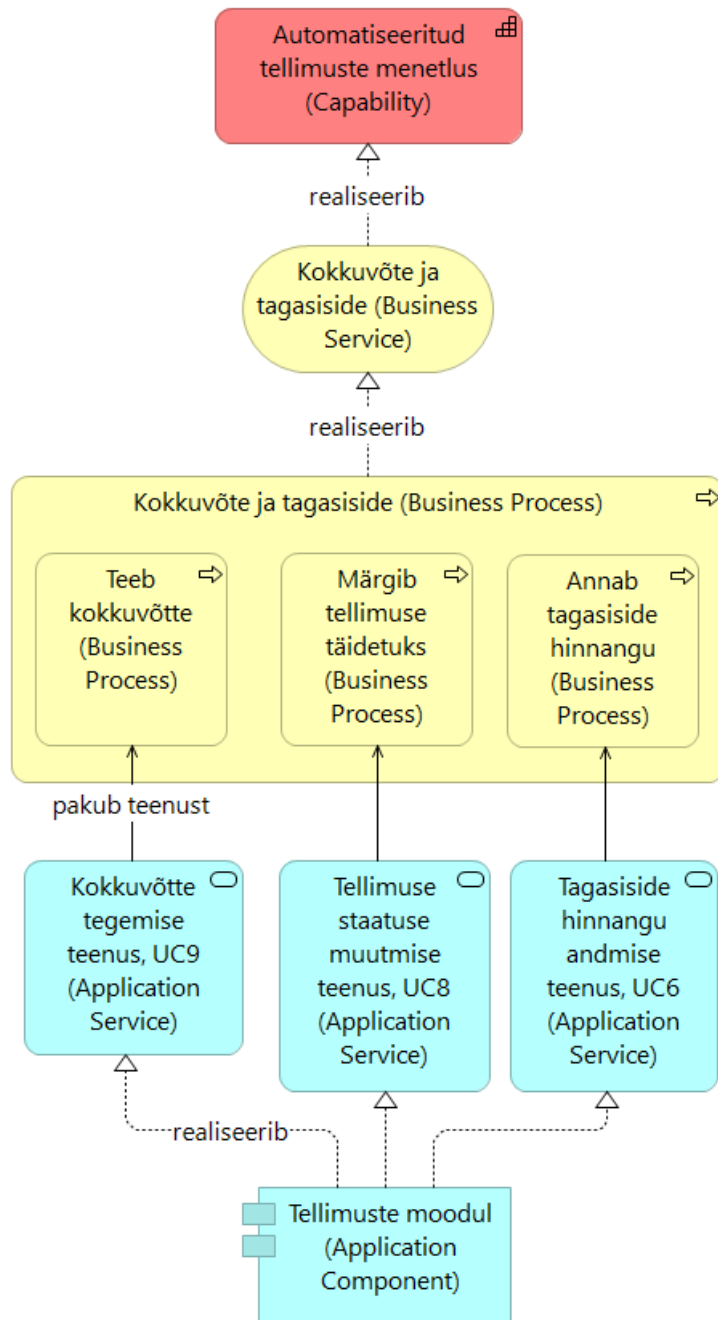 Automatiseeritud
tellimuste menetlus
(Capability)
realiseerib
Kokkuvõte ja
tagasiside (Business
Service)
realiseerib
Kokkuvõte ja tagasiside (Business Process)
Teeb
kokkuvõtte
(Business
Process)
Märgib
tellimuse
täidetuks
(Business
Process)
Annab
tagasiside
hinnangu
(Business
Process)
pakub teenust
Kokkuvõtte
tegemise
teenus, UC9
(Application
Service)
Tellimuse
staatuse
muutmise
teenus, UC8
(Application
Service)
Tagasiside
hinnangu
andmise
teenus, UC6
(Application
Service)
realiseerib
Tellimuste moodul
(Application
Component)